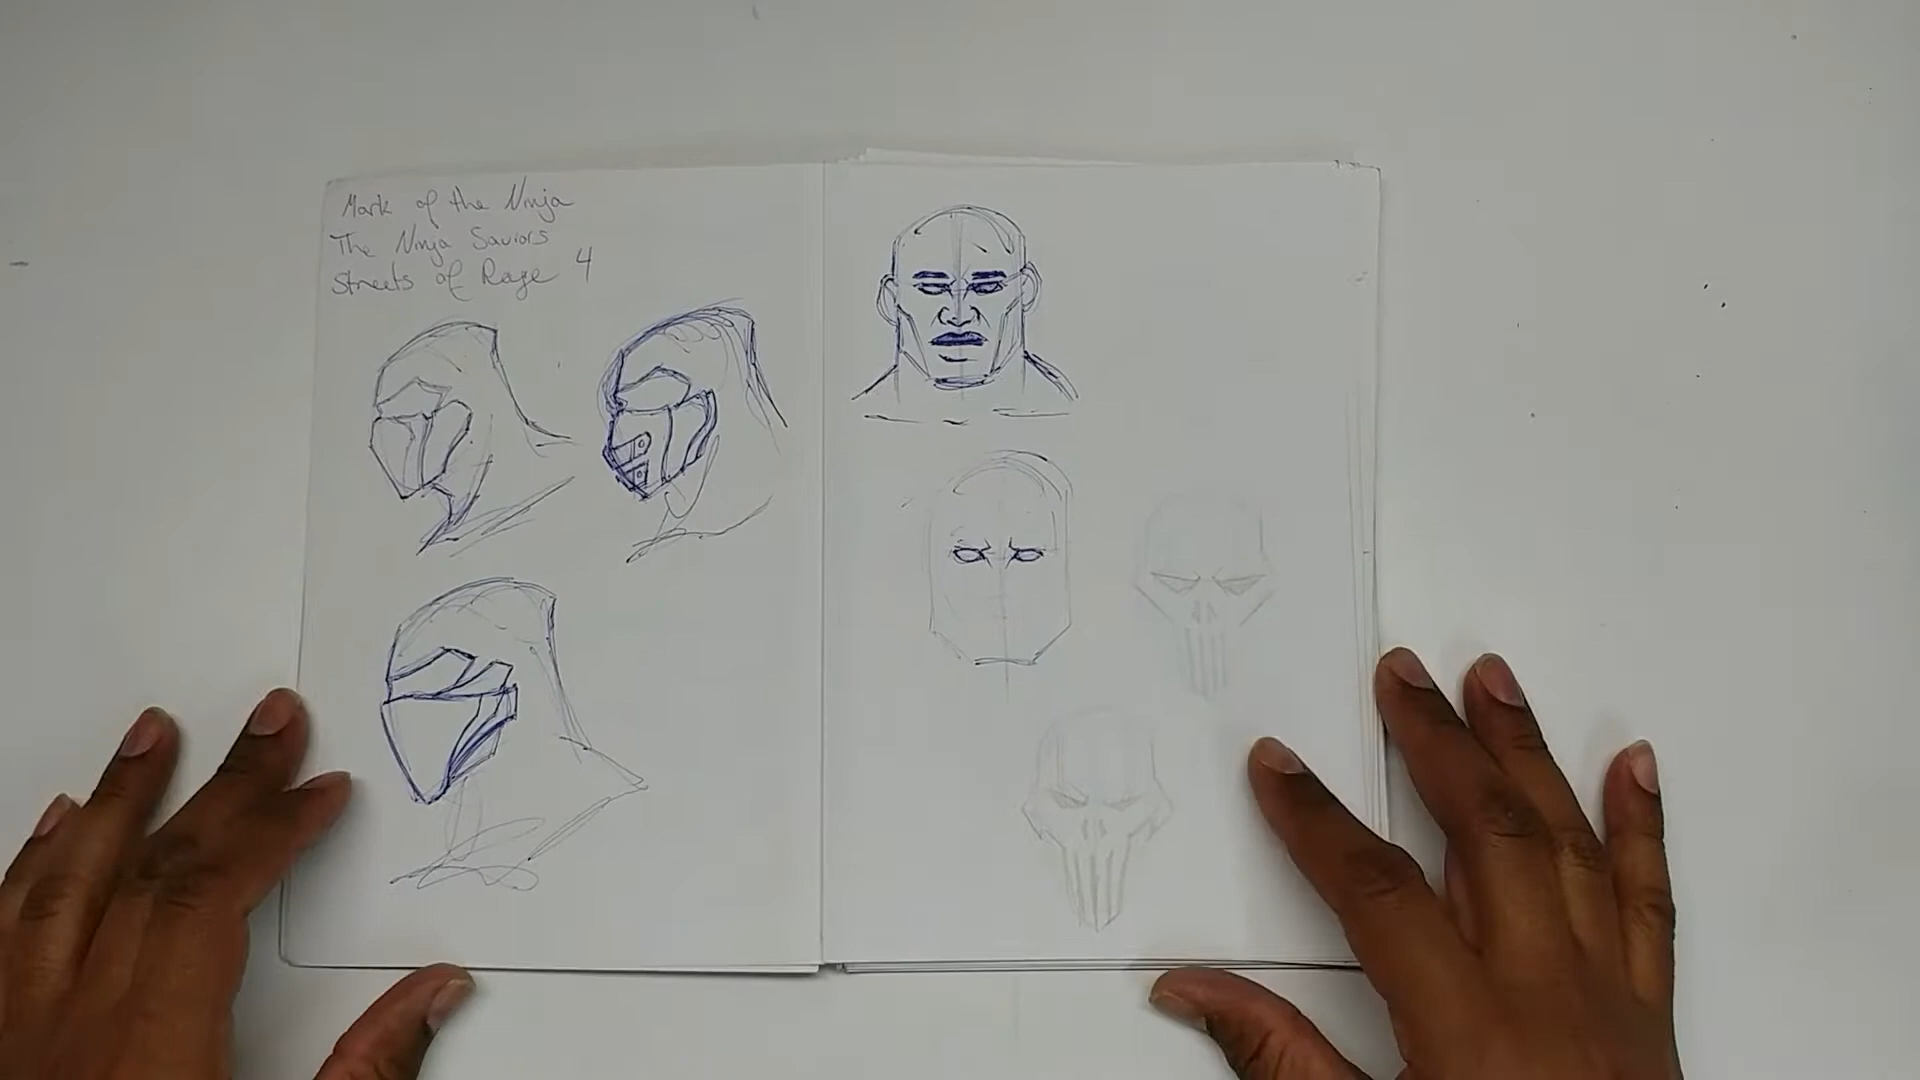 Mark of the Ninja
The Ninja Saviors
Streets of Rage 4